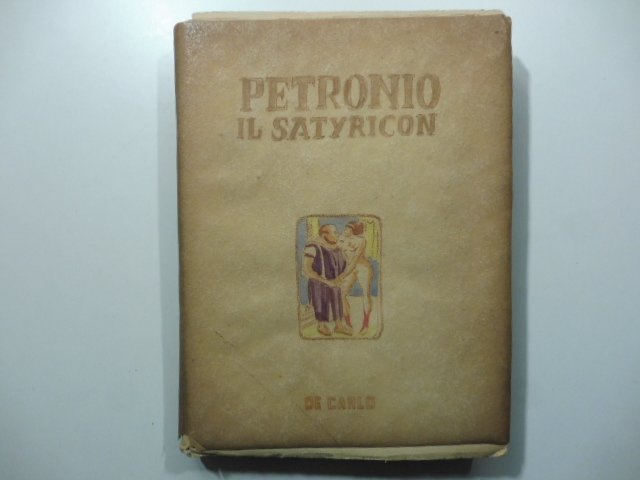 PETRONIO
IL SATYRICON
DE CARLO